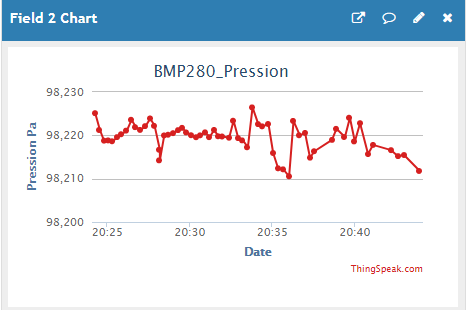 Field 2 Chart
BMP280_Pression
98,230
98,220
98,210
98,200
Pression Pa
20:25 20:30 20:35 20:40
Date
ThingSpeak.com